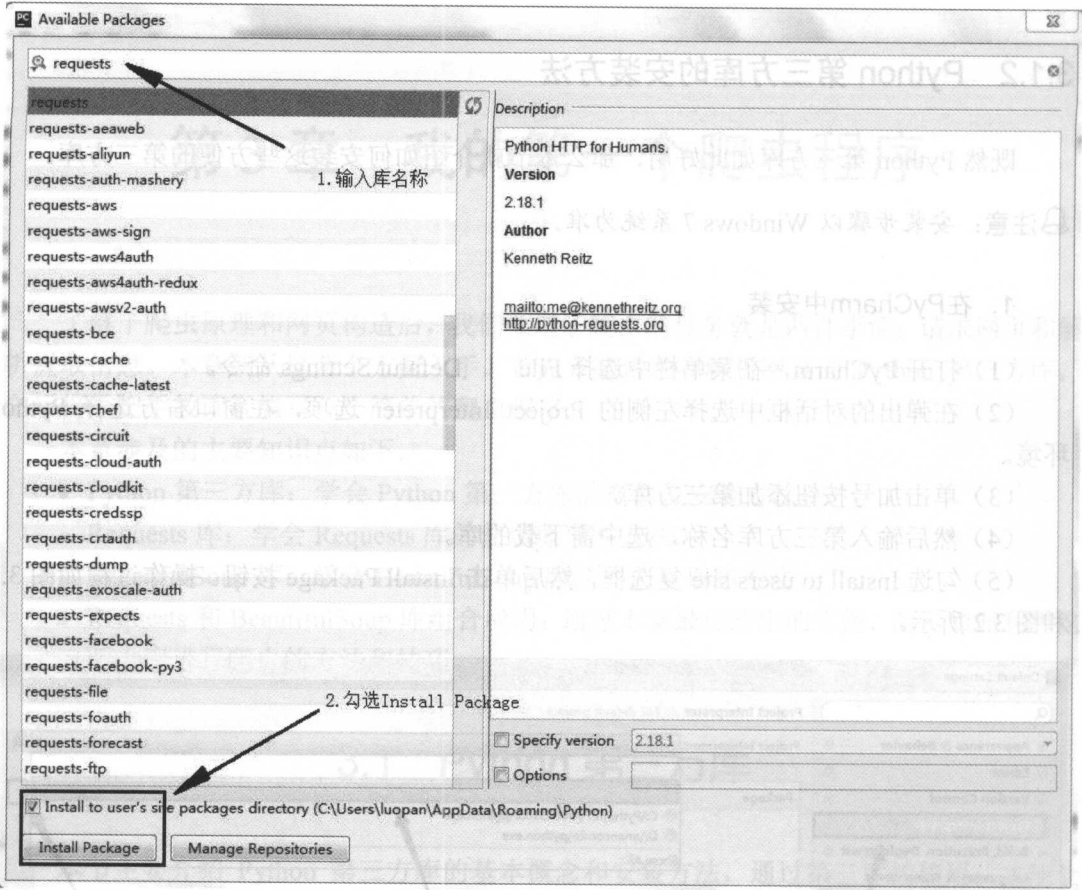 Available Packages
requests
requests
requests-aeaweb
requests-aliyun
requests-auth-mashery
requests-aws
requests-aws-sign
requests-aws4auth
requests-aws4auth-redux
requests-awsv2-auth
requests-bce
requests-cache
requests-cache-latest
requests-chef
requests-circuit
requests-cloud-auth
requests-cloudkit
requests-credssp
requests-crtauth
requests-dump
requests-exoscale-auth
requests-expects
requests-facebook
requests-facebook-py3
requests-file
requests-foauth
requests-forecast
requests-ftp
1.输入库名称
2.勾选Install Package
Description
Python HTTP for Humans.
Version
2.18.1
Author
Kenneth Reitz
mailto:me@kennethreitz.org
http://python-requests.org
Specify version 2.18.1
Options
Install to user's site packages directory (C:\Users\luopan\AppData\Roaming\Python)
Install Package
Manage Repositories